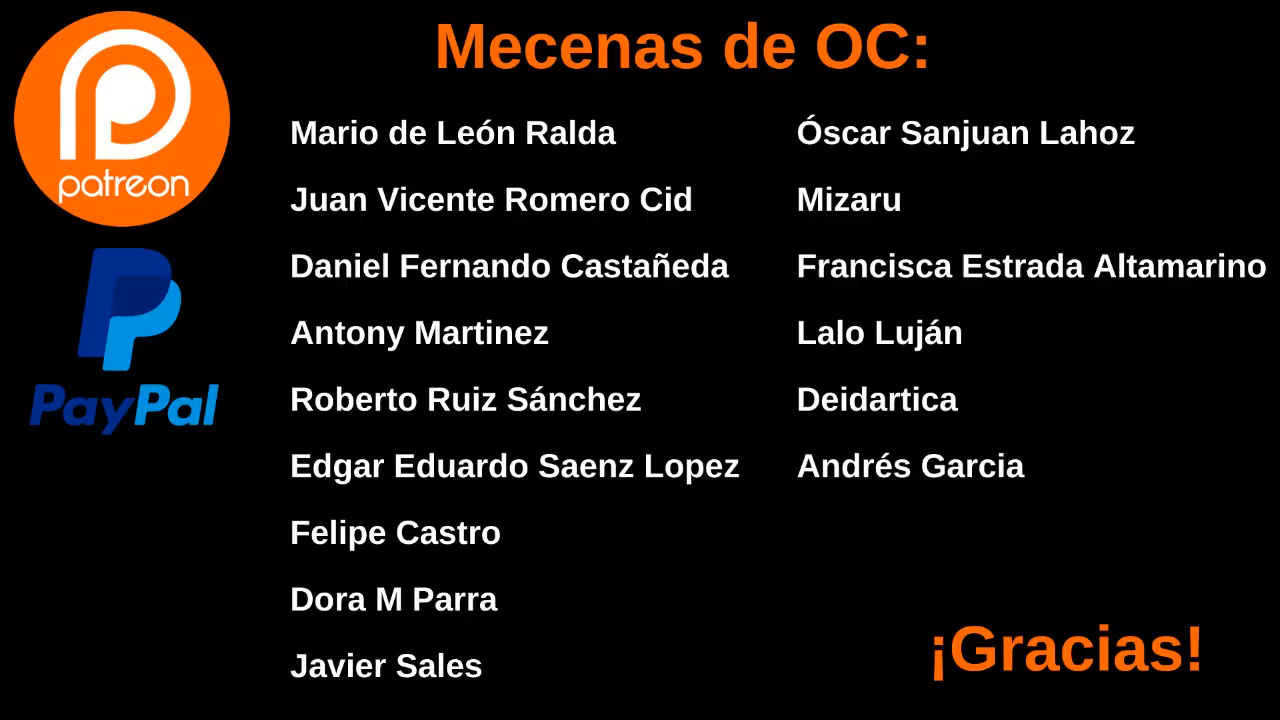 patreon
PayPal
Mecenas de OC:
Mario de León Ralda
Juan Vicente Romero Cid
Daniel Fernando Castañeda
Antony Martinez
Roberto Ruiz Sánchez
Edgar Eduardo Saenz Lopez
Felipe Castro
Dora M Parra
Javier Sales
Óscar Sanjuan Lahoz
Mizaru
Francisca Estrada Altamarino
Lalo Luján
Deidartica
Andrés Garcia
¡Gracias!